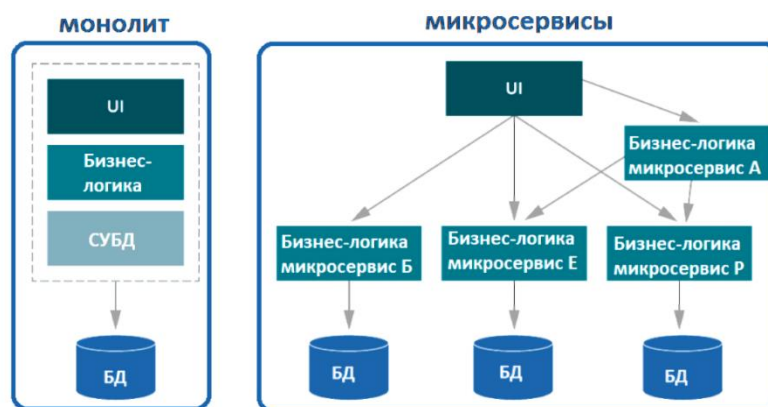 монолит
UI
Бизнес-
логика
СУБД
БД
микросервисы
UI
Бизнес-логика
микросервис А
Бизнес-логика
микросервис Б
Бизнес-логика
микросервис Е
Бизнес-логика
микросервис Р
БД
БД
БД